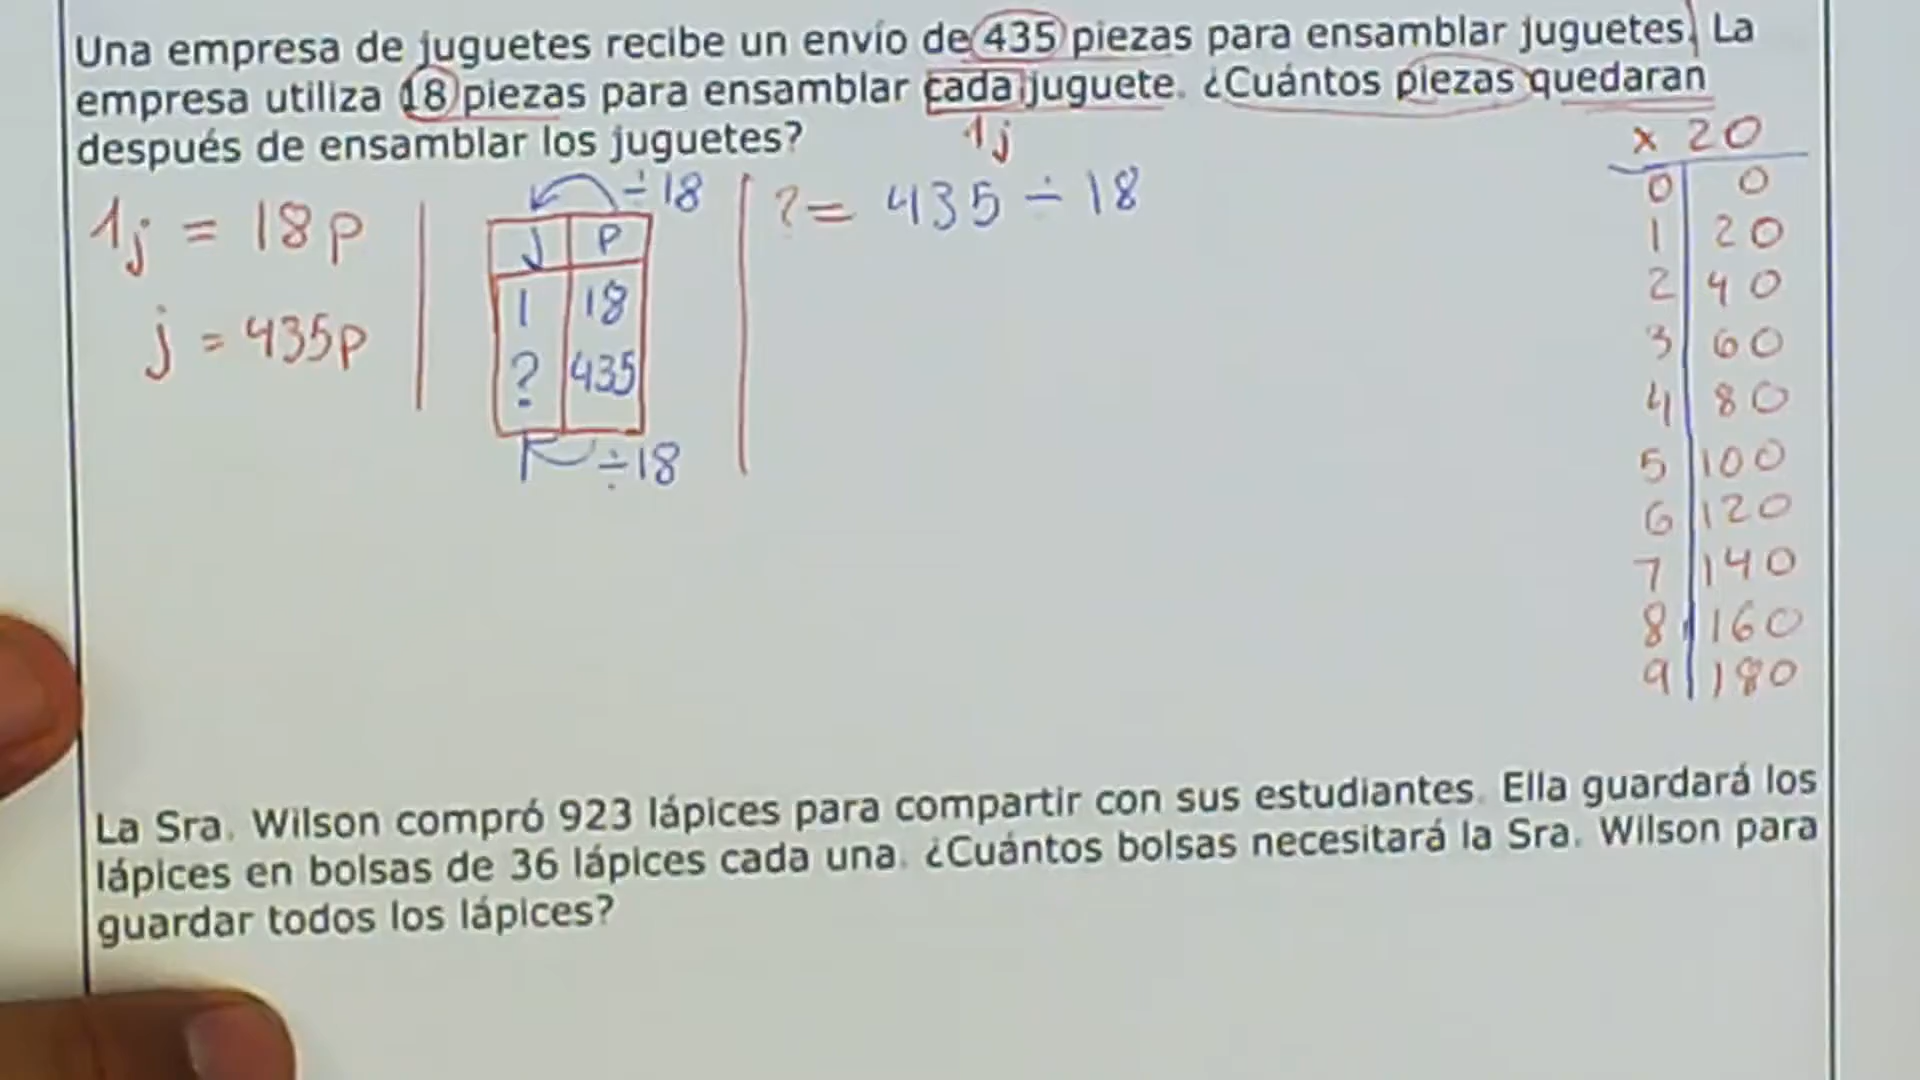 Una empresa de juguetes recibe un envío de 435 piezas para ensamblar juguetes. La
empresa utiliza 18 piezas para ensamblar cada juguete. ¿Cuántos piezas quedaran
después de ensamblar los juguetes?
1j
1j = 18p
j = 435p
÷18
J P
1 18
? 435
÷18
? = 435 ÷ 18
x 20
0 0
1 20
2 40
3 60
4 80
5 100
6 120
7 140
8 160
9 180
La Sra. Wilson compró 923 lápices para compartir con sus estudiantes. Ella guardará los
lápices en bolsas de 36 lápices cada una. ¿Cuántos bolsas necesitará la Sra. Wilson para
guardar todos los lápices?